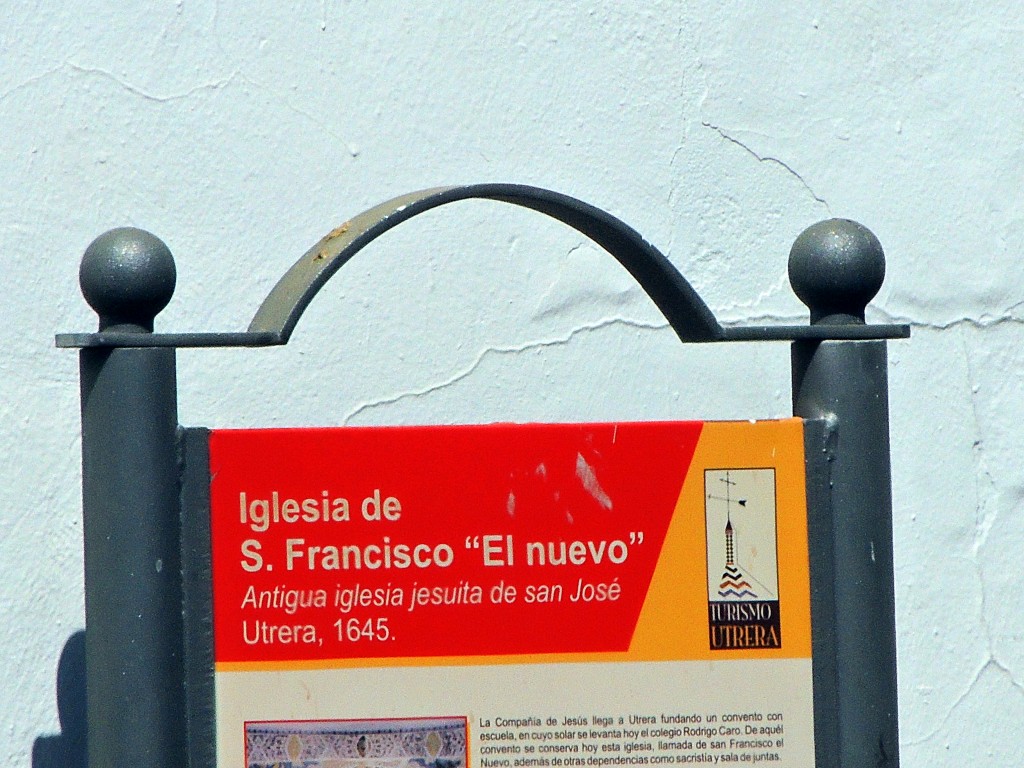 Iglesia de
S. Francisco “El nuevo”
Antigua iglesia jesuita de san José
Utrera, 1645.
TURISMO
UTRERA
La Compañía de Jesús llega a Utrera fundando un convento con
escuela, en cuyo solar se levanta hoy el colegio Rodrigo Caro. De aquél
convento se conserva hoy esta iglesia, llamada de san Francisco el
Nuevo, además de otras dependencias como sacristía y sala de juntas.